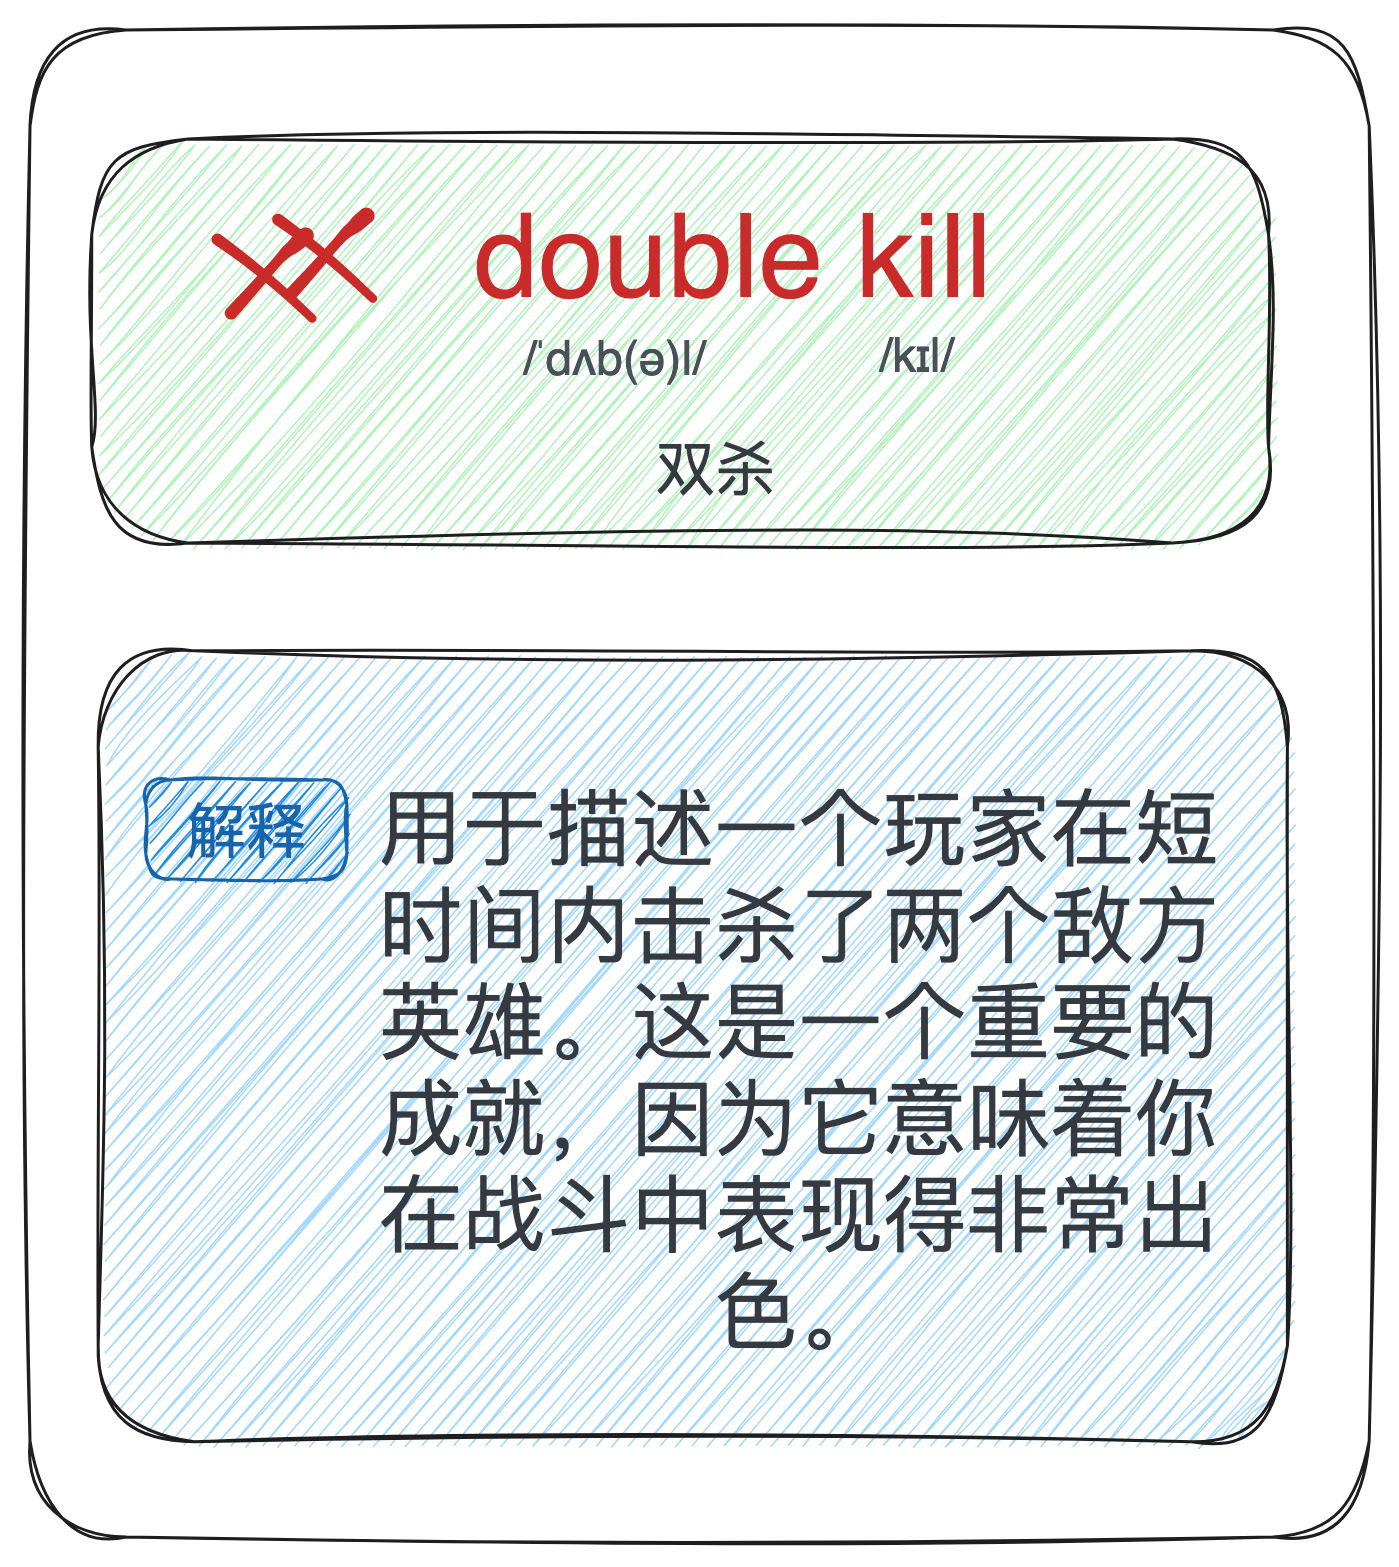 double kill
/ˈdʌb(ə)l/ /kɪl/
双杀
解释
用于描述一个玩家在短
时间内击杀了两个敌方
英雄。这是一个重要的
成就，因为它意味着你
在战斗中表现得非常出
色。